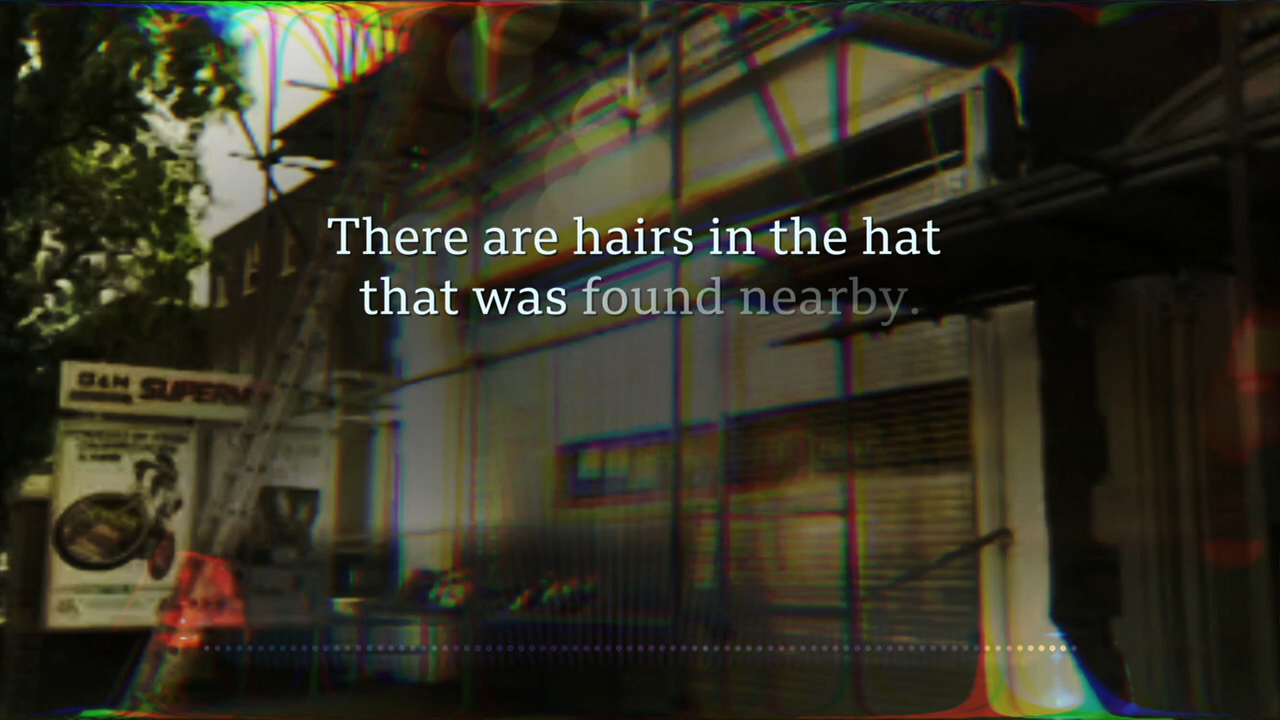 There are hairs in the hat
that was found nearby.